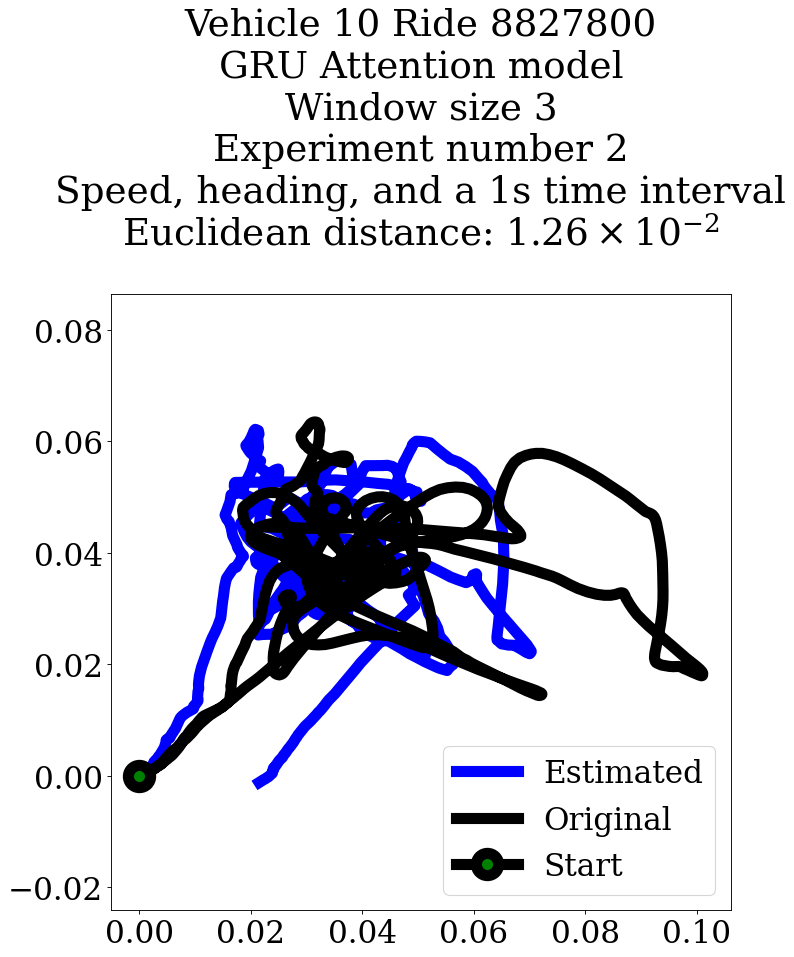 Vehicle 10 Ride 8827800
GRU Attention model
Window size 3
Experiment number 2
Speed, heading, and a 1s time interval
Euclidean distance: 1.26 × 10⁻²
0.08
0.06
0.04
0.02
0.00
−0.02
Estimated
Original
Start
0.00 0.02 0.04 0.06 0.08 0.10